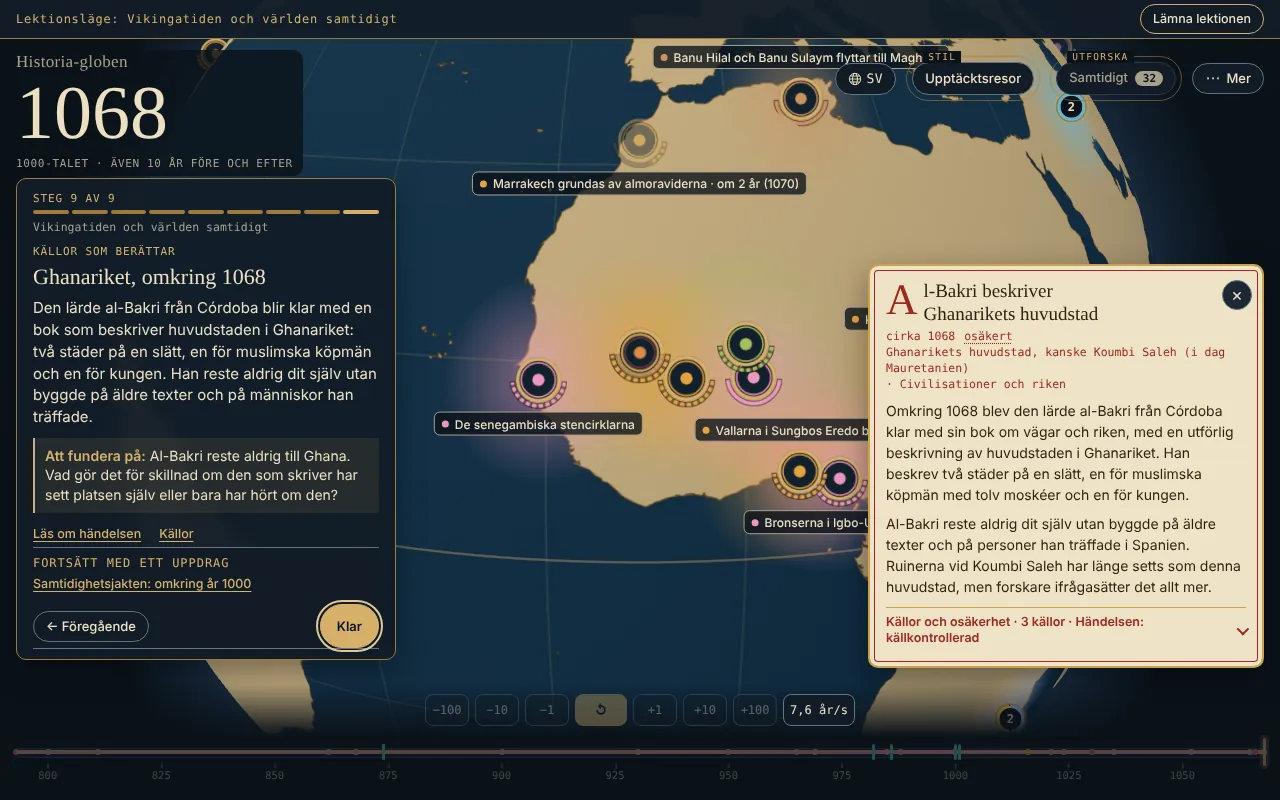 Lektionsläge: Vikingatiden och världen samtidigt
Lämna lektionen
Historia-globen
1068
1000-TALET · ÄVEN 10 ÅR FÖRE OCH EFTER
Banu Hilal och Banu Sulaym flyttar till Magh
SV
STIL
Upptäcktsresor
UTFORSKA
Samtidigt 32
··· Mer
2
Marrakech grundas av almoraviderna · om 2 år (1070)
STEG 9 AV 9
Vikingatiden och världen samtidigt
KÄLLOR SOM BERÄTTAR
Ghanariket, omkring 1068
Den lärde al-Bakri från Córdoba blir klar med en
bok som beskriver huvudstaden i Ghanariket:
två städer på en slätt, en för muslimska köpmän
och en för kungen. Han reste aldrig dit själv utan
byggde på äldre texter och på människor han
träffade.
Att fundera på: Al-Bakri reste aldrig till Ghana.
Vad gör det för skillnad om den som skriver har
sett platsen själv eller bara har hört om den?
Läs om händelsen
Källor
FORTSÄTT MED ETT UPPDRAG
Samtidighetsjakten: omkring år 1000
← Föregående
Klar
De senegambiska stencirklarna
Vallarna i Sungbos Eredo b
Bronserna i Igbo-U
Al-Bakri beskriver
Ghanarikets huvudstad
×
cirka 1068 osäkert
Ghanarikets huvudstad, kanske Koumbi Saleh (i dag
Mauretanien)
· Civilisationer och riken
Omkring 1068 blev den lärde al-Bakri från Córdoba
klar med sin bok om vägar och riken, med en utförlig
beskrivning av huvudstaden i Ghanariket. Han
beskrev två städer på en slätt, en för muslimska
köpmän med tolv moskéer och en för kungen.
Al-Bakri reste aldrig dit själv utan byggde på äldre
texter och på personer han träffade i Spanien.
Ruinerna vid Koumbi Saleh har länge setts som denna
huvudstad, men forskare ifrågasätter det allt mer.
Källor och osäkerhet · 3 källor · Händelsen:
källkontrollerad
−100
−10
−1
+1
+10
+100
7,6 år/s
2
800
825
850
875
900
925
950
975
1000
1025
1050